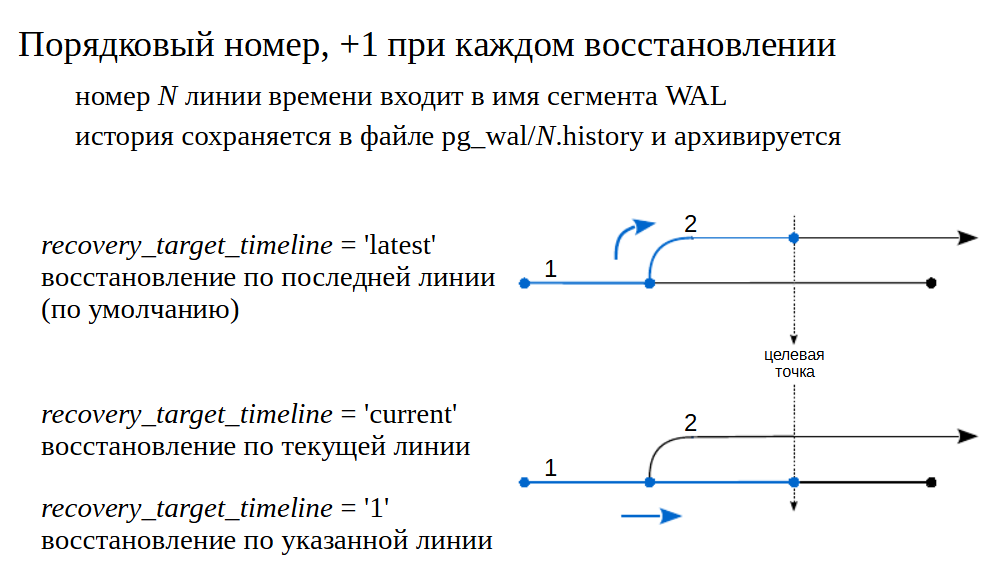 Порядковый номер, +1 при каждом восстановлении
номер N линии времени входит в имя сегмента WAL
история сохраняется в файле pg_wal/N.history и архивируется
recovery_target_timeline = 'latest'
восстановление по последней линии
(по умолчанию)
1
2
целевая
точка
recovery_target_timeline = 'current'
восстановление по текущей линии
recovery_target_timeline = '1'
восстановление по указанной линии
1
2